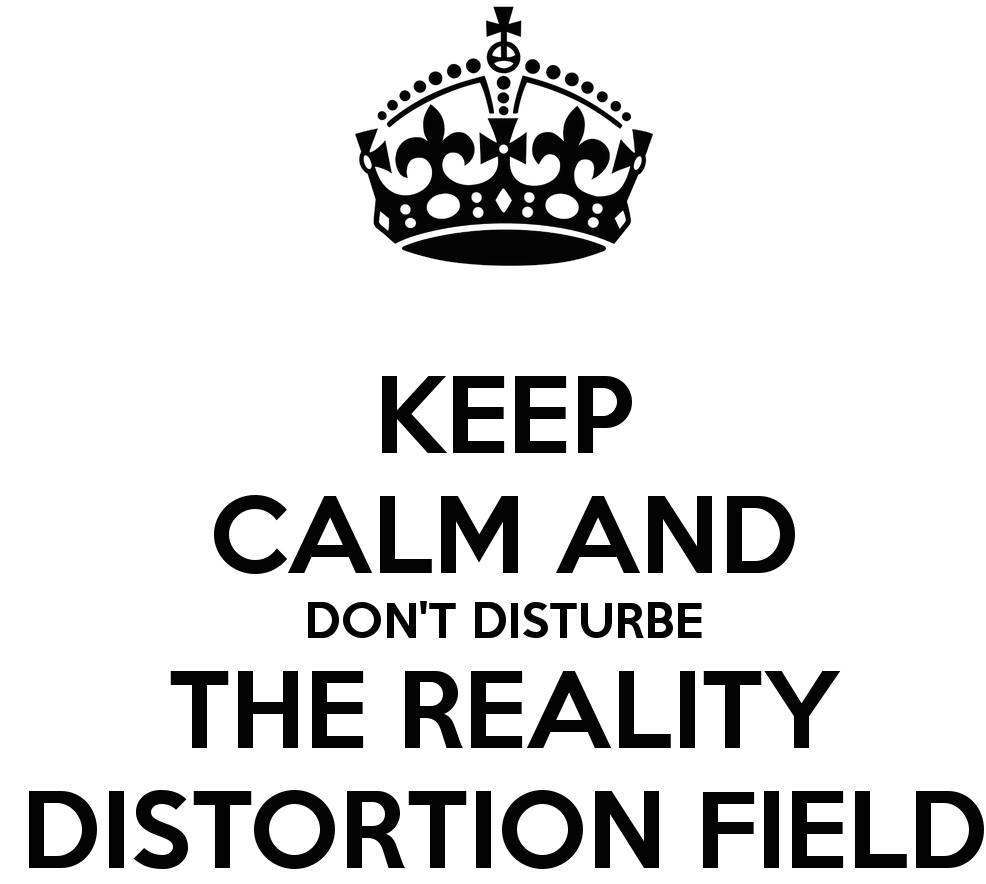 KEEP
CALM AND
DON'T DISTURBE
THE REALITY
DISTORTION FIELD